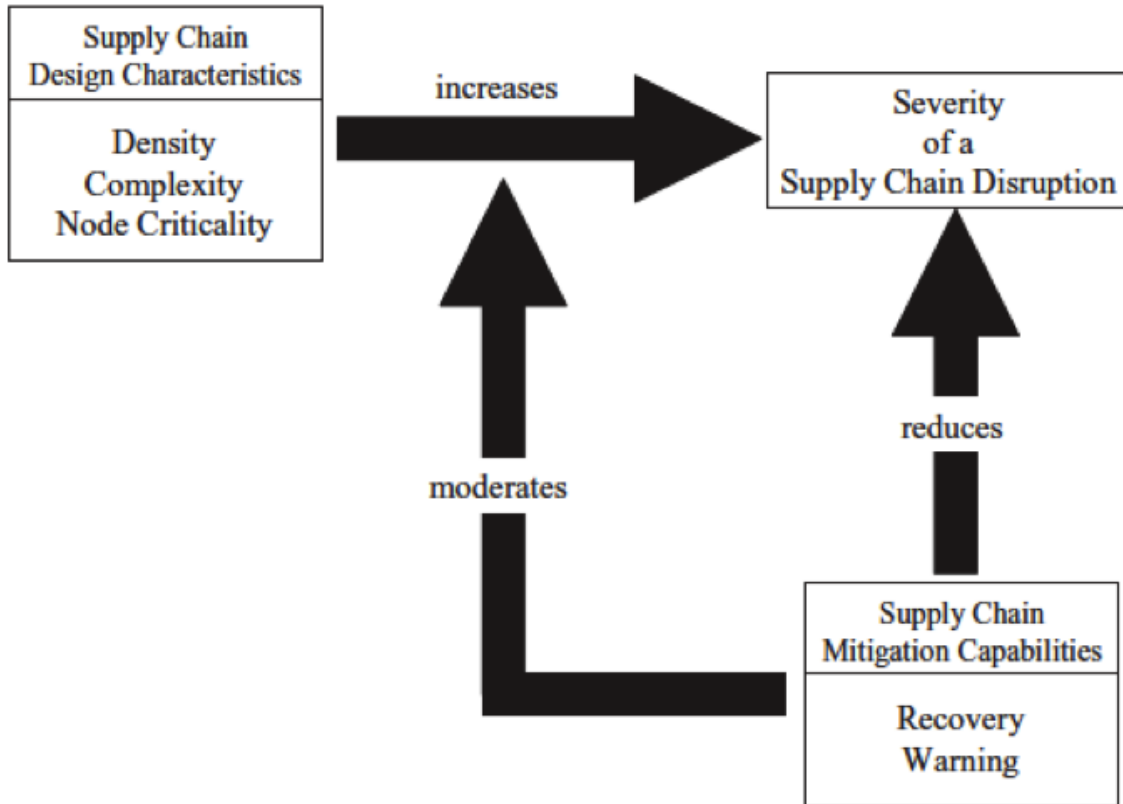 Supply Chain
Design Characteristics
Density
Complexity
Node Criticality
increases
Severity
of a
Supply Chain Disruption
moderates
reduces
Supply Chain
Mitigation Capabilities
Recovery
Warning